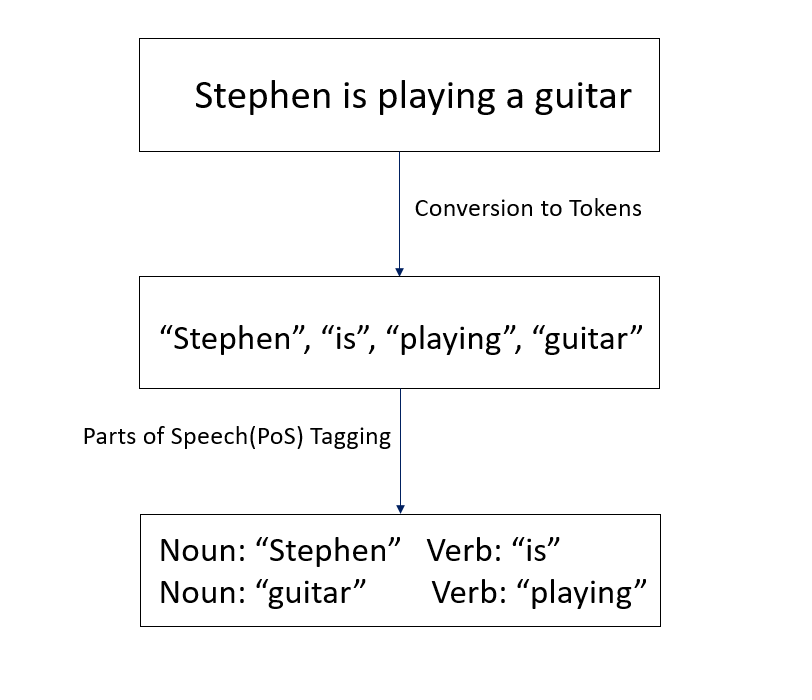 Stephen is playing a guitar
Conversion to Tokens
“Stephen”, “is”, “playing”, “guitar”
Parts of Speech(PoS) Tagging
Noun: “Stephen” Verb: “is”
Noun: “guitar” Verb: “playing”